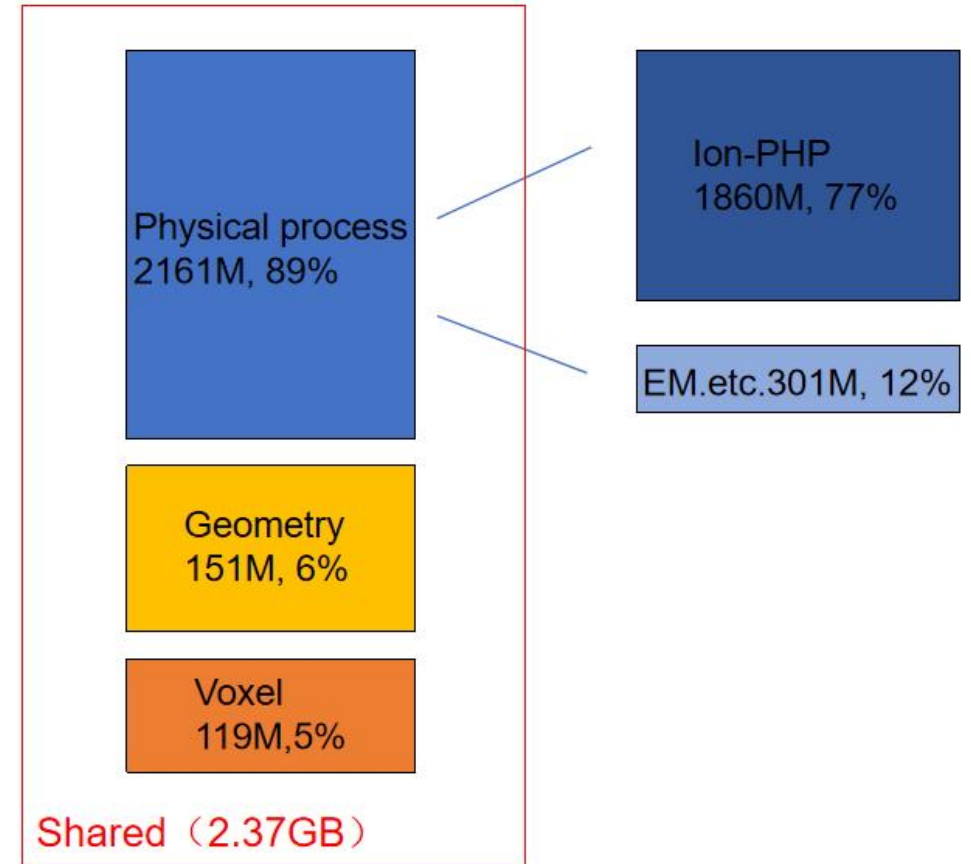 Physical process
2161M, 89%
Ion-PHP
1860M, 77%
EM.etc.301M, 12%
Geometry
151M, 6%
Voxel
119M,5%
Shared（2.37GB）